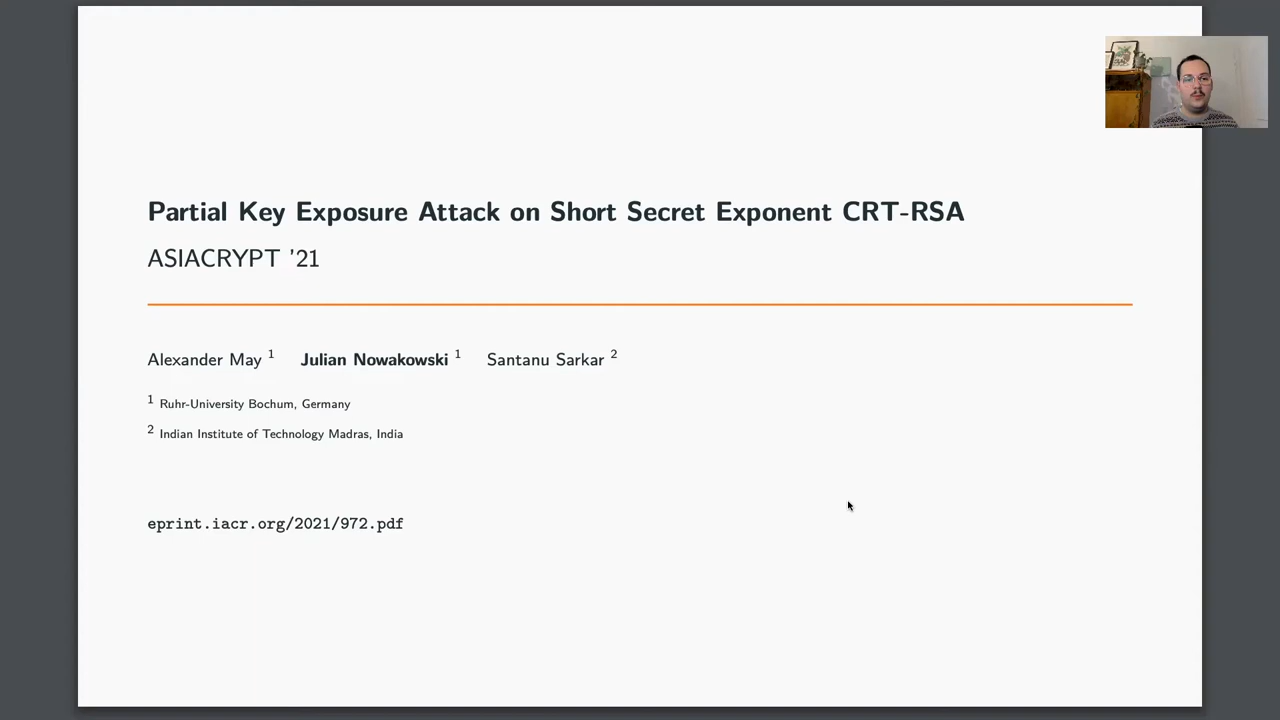 Partial Key Exposure Attack on Short Secret Exponent CRT-RSA
ASIACRYPT '21
Alexander May ¹ Julian Nowakowski ¹ Santanu Sarkar ²
¹ Ruhr-University Bochum, Germany
² Indian Institute of Technology Madras, India
eprint.iacr.org/2021/972.pdf